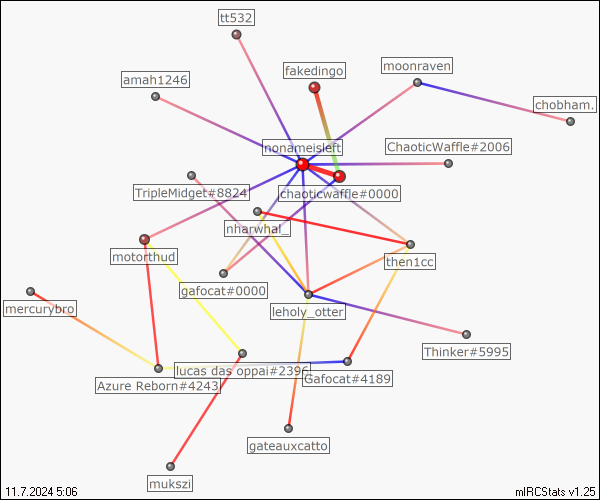 tt532
fakedingo
moonraven
amah1246
chobham.
nonameisleft
ChaoticWaffle#2006
TripleMidget#8824
chaoticwaffle#0000
nharwhal_
motorthud
then1cc
gafocat#0000
mercurybro
leholy_otter
Thinker#5995
lucas das oppai#2396
Azure Reborn#4243
Gafocat#4189
gateauxcatto
mukszi
11.7.2024 5:06
mIRCStats v1.25